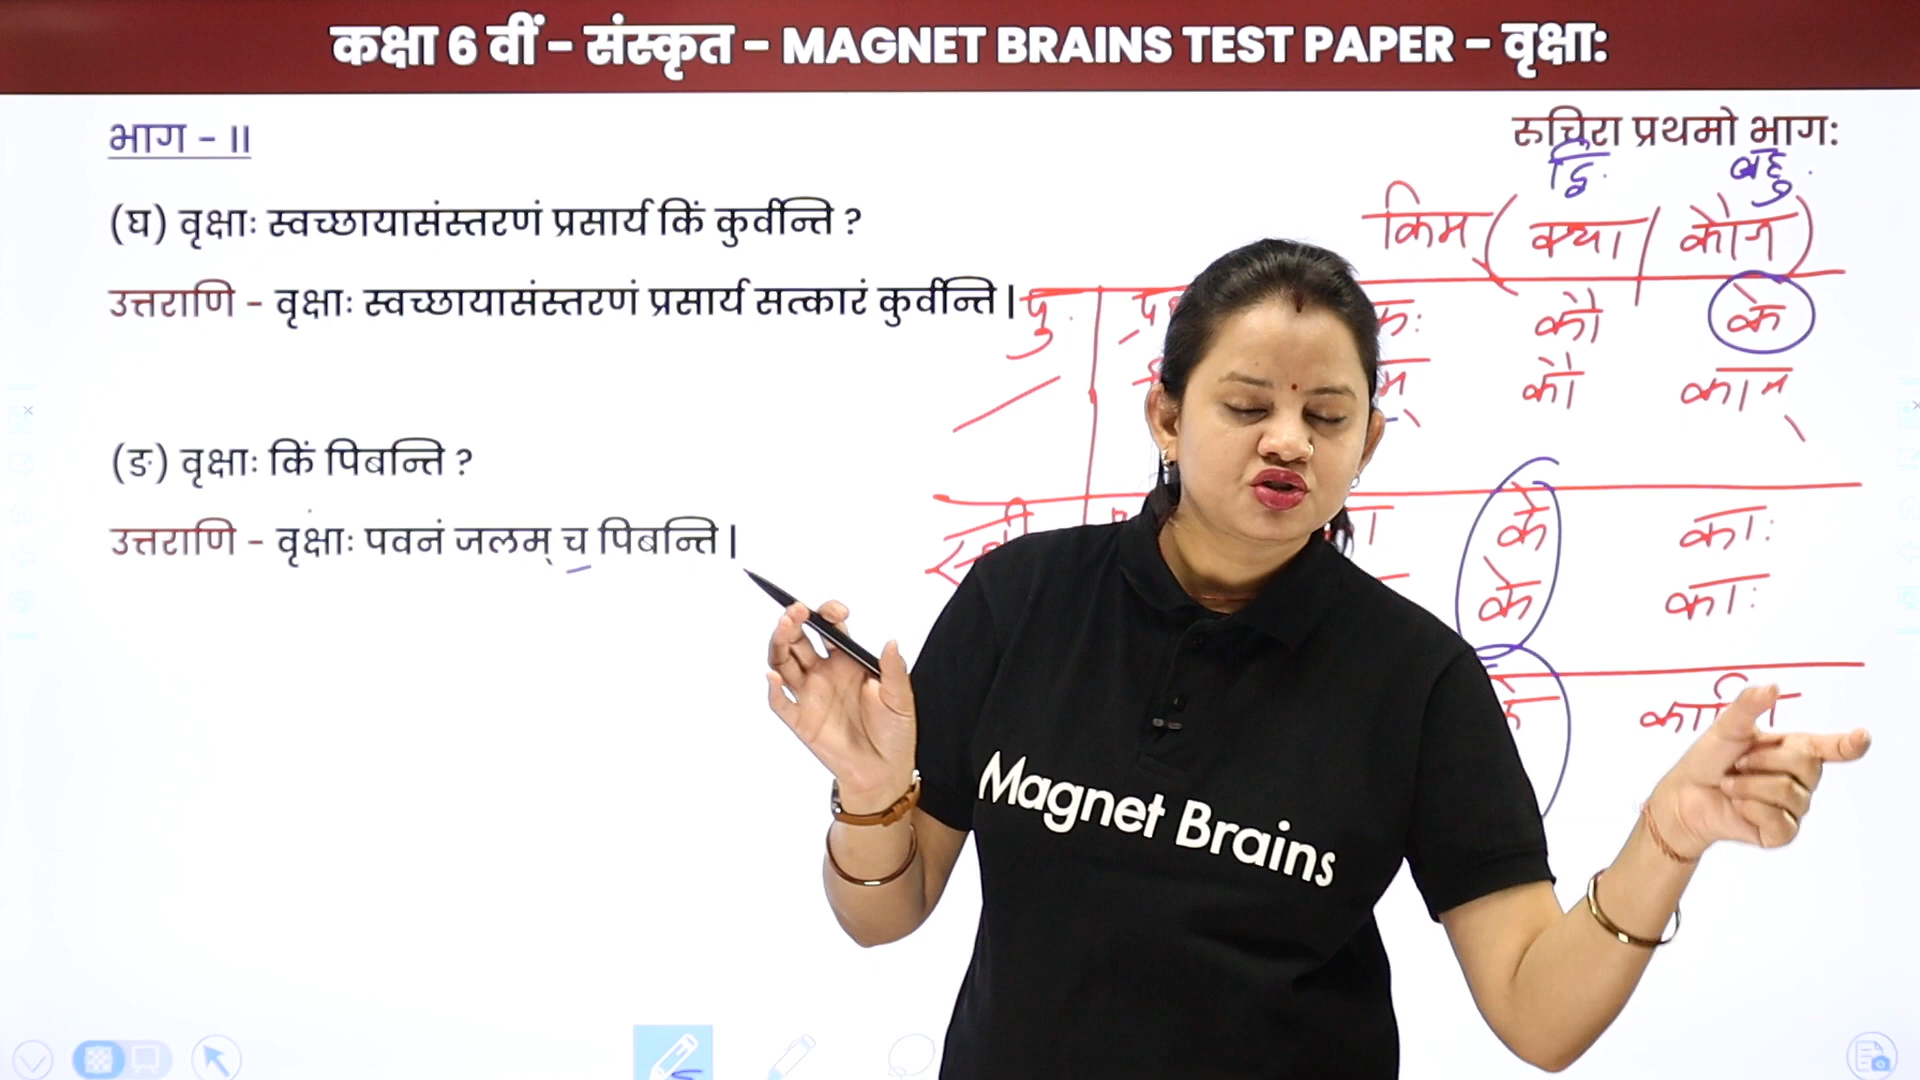 कक्षा 6 वीं - संस्कृत - MAGNET BRAINS TEST PAPER - वृक्षा:
भाग - II
रुचिरा प्रथमो भाग:
द्वि. बहु.
(घ) वृक्षाः स्वच्छायासंस्तरणं प्रसार्य किं कुर्वन्ति ?
किम् ( क्या / कौन )
उत्तराणि - वृक्षाः स्वच्छायासंस्तरणं प्रसार्य सत्कारं कुर्वन्ति |
पु. कः कौ के
कौ कान्
(ङ) वृक्षाः किं पिबन्ति ?
उत्तराणि - वृक्षाः पवनं जलम् च पिबन्ति |
स्त्री के काः
के काः
के कानि
Magnet Brains